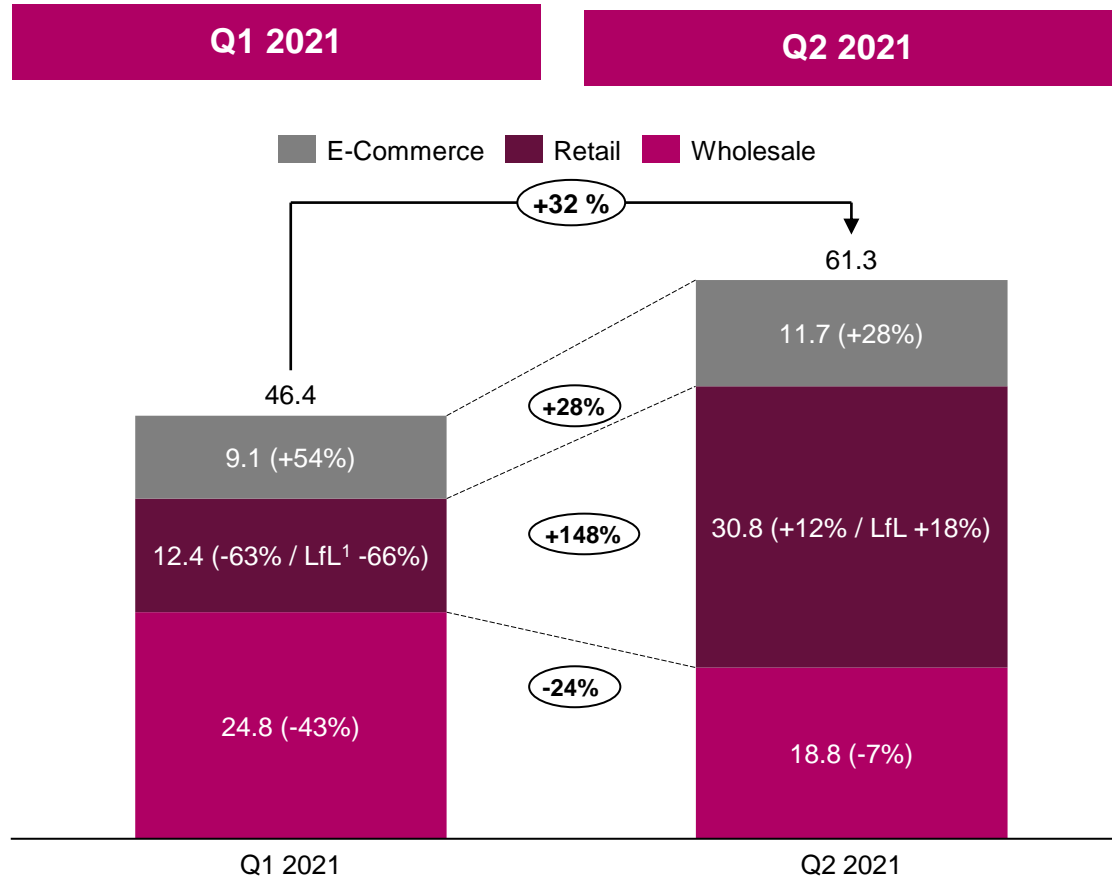 Q1 2021
Q2 2021
E-Commerce
Retail
Wholesale
+32 %
61.3
46.4
11.7 (+28%)
+28%
9.1 (+54%)
12.4 (-63% / LfL¹ -66%)
+148%
30.8 (+12% / LfL +18%)
-24%
24.8 (-43%)
18.8 (-7%)
Q1 2021
Q2 2021